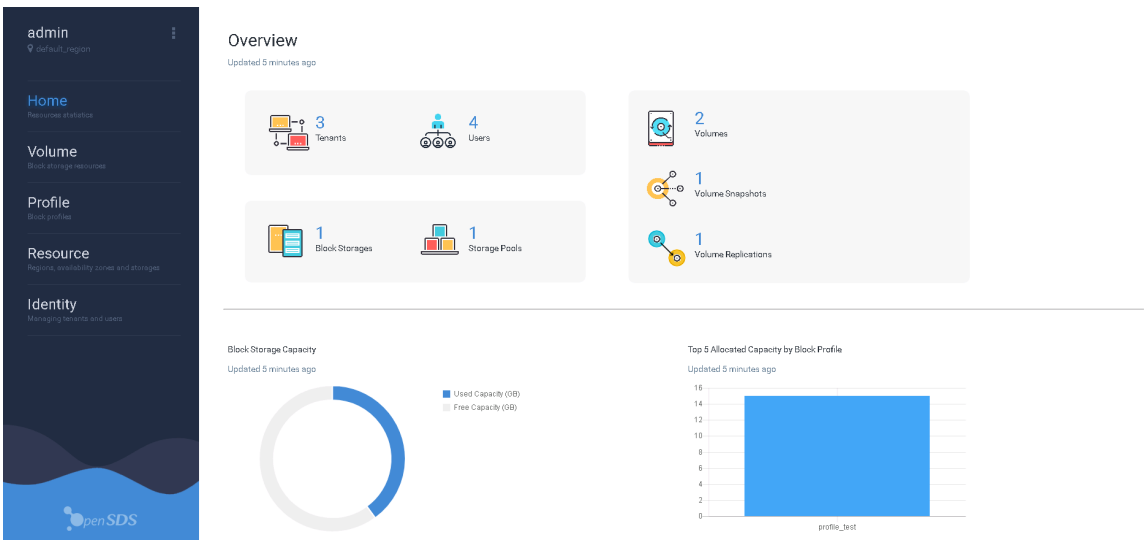 admin
default_region
Home
Resources statistics
Volume
Block storage resources
Profile
Block profiles
Resource
Regions, availability zones and storages
Identity
Managing tenants and users
OpenSDS
Overview
Updated 5 minutes ago
3
Tenants
4
Users
1
Block Storages
1
Storage Pools
2
Volumes
1
Volume Snapshots
1
Volume Replications
Block Storage Capacity
Updated 5 minutes ago
Used Capacity (GB)
Free Capacity (GB)
Top 5 Allocated Capacity by Block Profile
Updated 5 minutes ago
16
14
12
10
8
6
4
2
0
profile_test